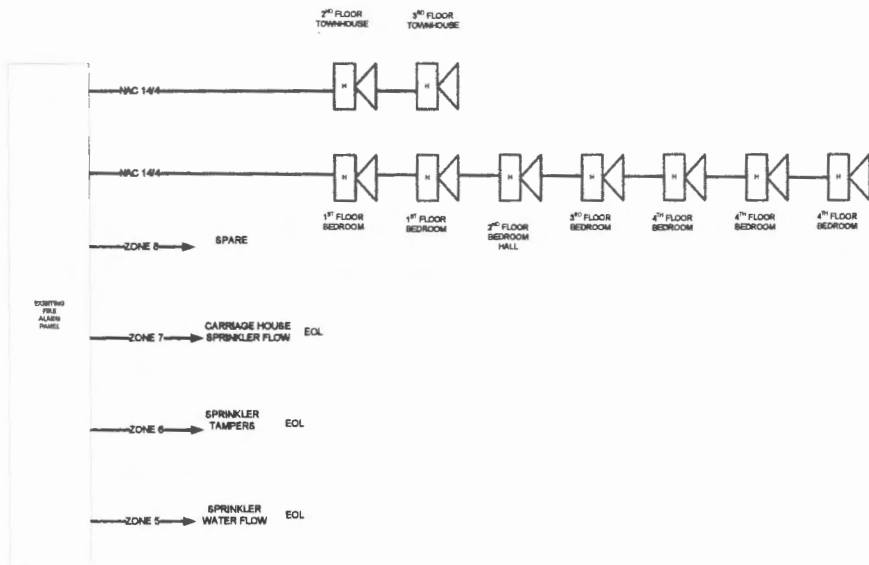 2ND FLOOR
TOWNHOUSE
3RD FLOOR
TOWNHOUSE
NAC 14/4
H
H
NAC 14/4
H
H
H
H
H
H
H
1ST FLOOR
BEDROOM
1ST FLOOR
BEDROOM
2ND FLOOR
BEDROOM
HALL
3RD FLOOR
BEDROOM
4TH FLOOR
BEDROOM
4TH FLOOR
BEDROOM
4TH FLOOR
BEDROOM
ZONE 8
SPARE
EXISTING
FIRE
ALARM
PANEL
ZONE 7
CARRIAGE HOUSE
SPRINKLER FLOW
EOL
ZONE 6
SPRINKLER
TAMPERS
EOL
ZONE 5
SPRINKLER
WATER FLOW
EOL